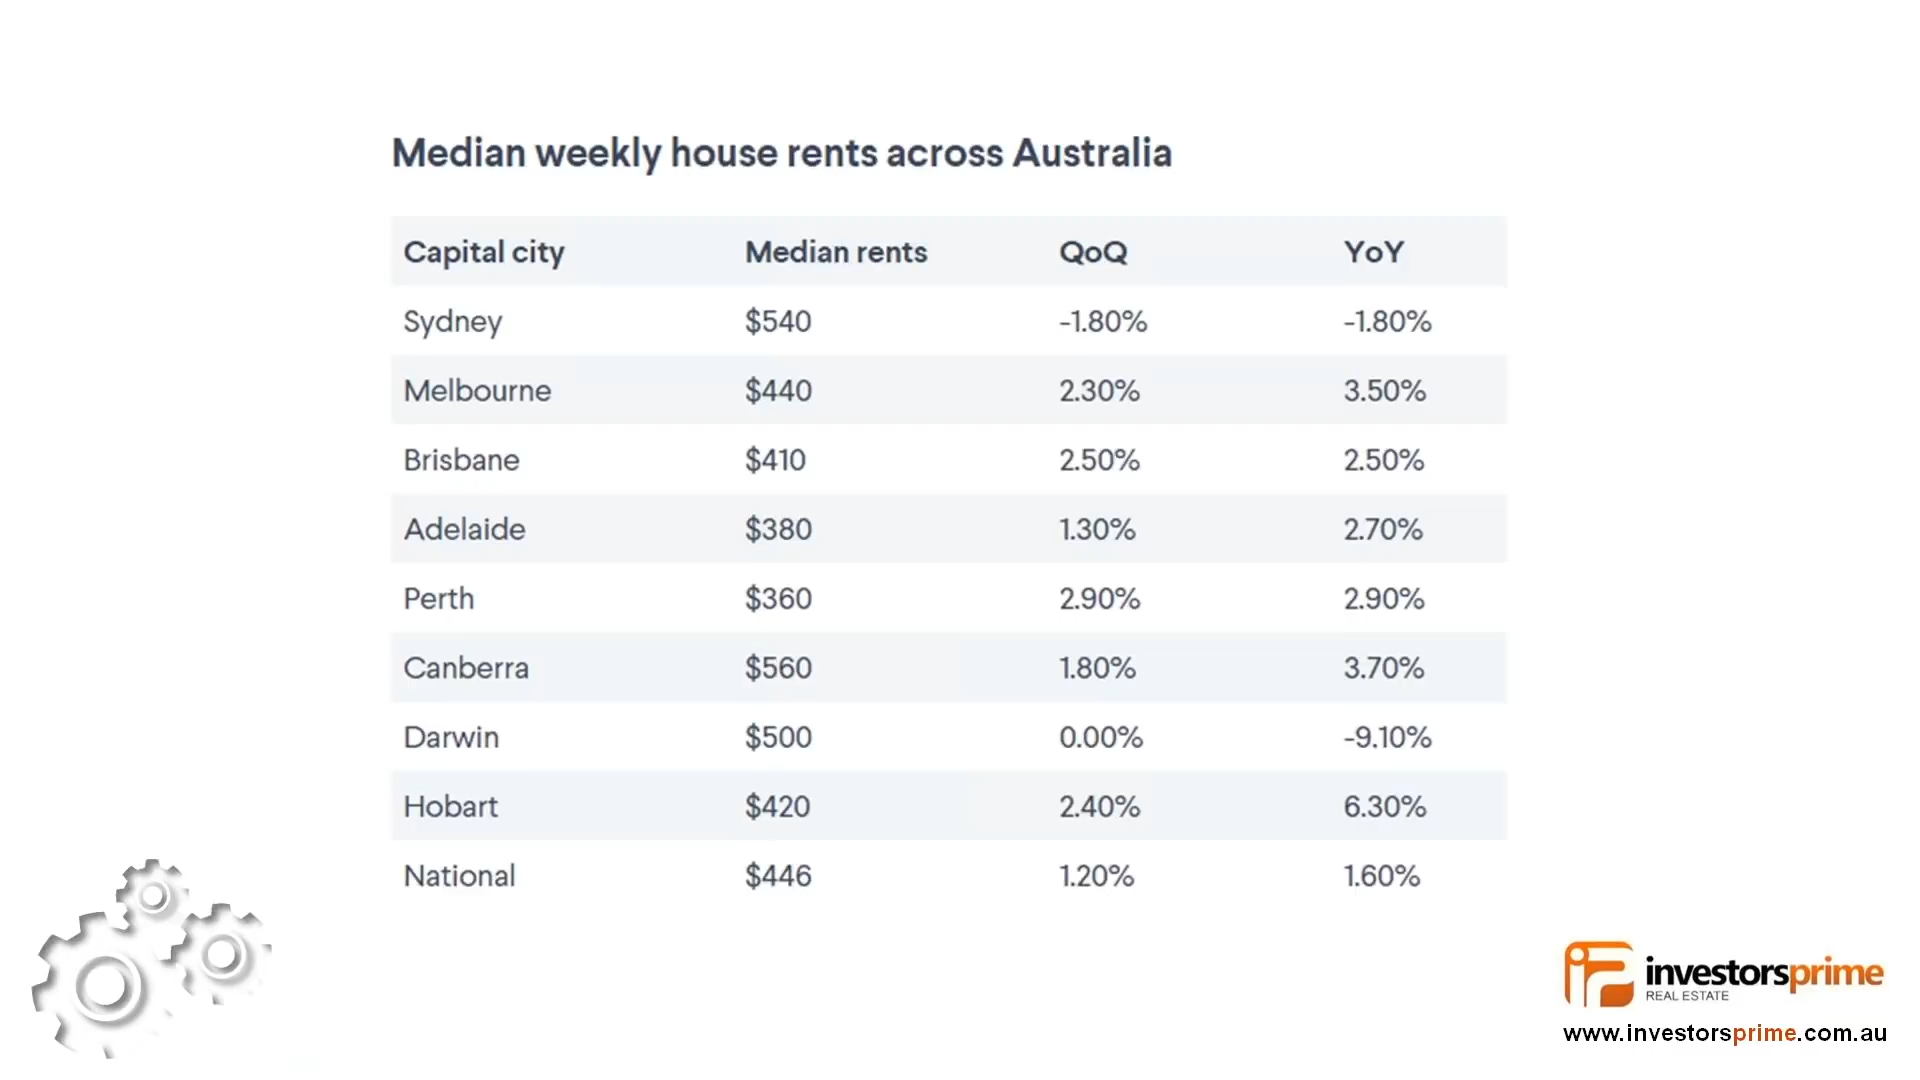 Median weekly house rents across Australia
Capital city Median rents QoQ YoY
Sydney $540 -1.80% -1.80%
Melbourne $440 2.30% 3.50%
Brisbane $410 2.50% 2.50%
Adelaide $380 1.30% 2.70%
Perth $360 2.90% 2.90%
Canberra $560 1.80% 3.70%
Darwin $500 0.00% -9.10%
Hobart $420 2.40% 6.30%
National $446 1.20% 1.60%
investorsprime
REAL ESTATE
www.investorsprime.com.au